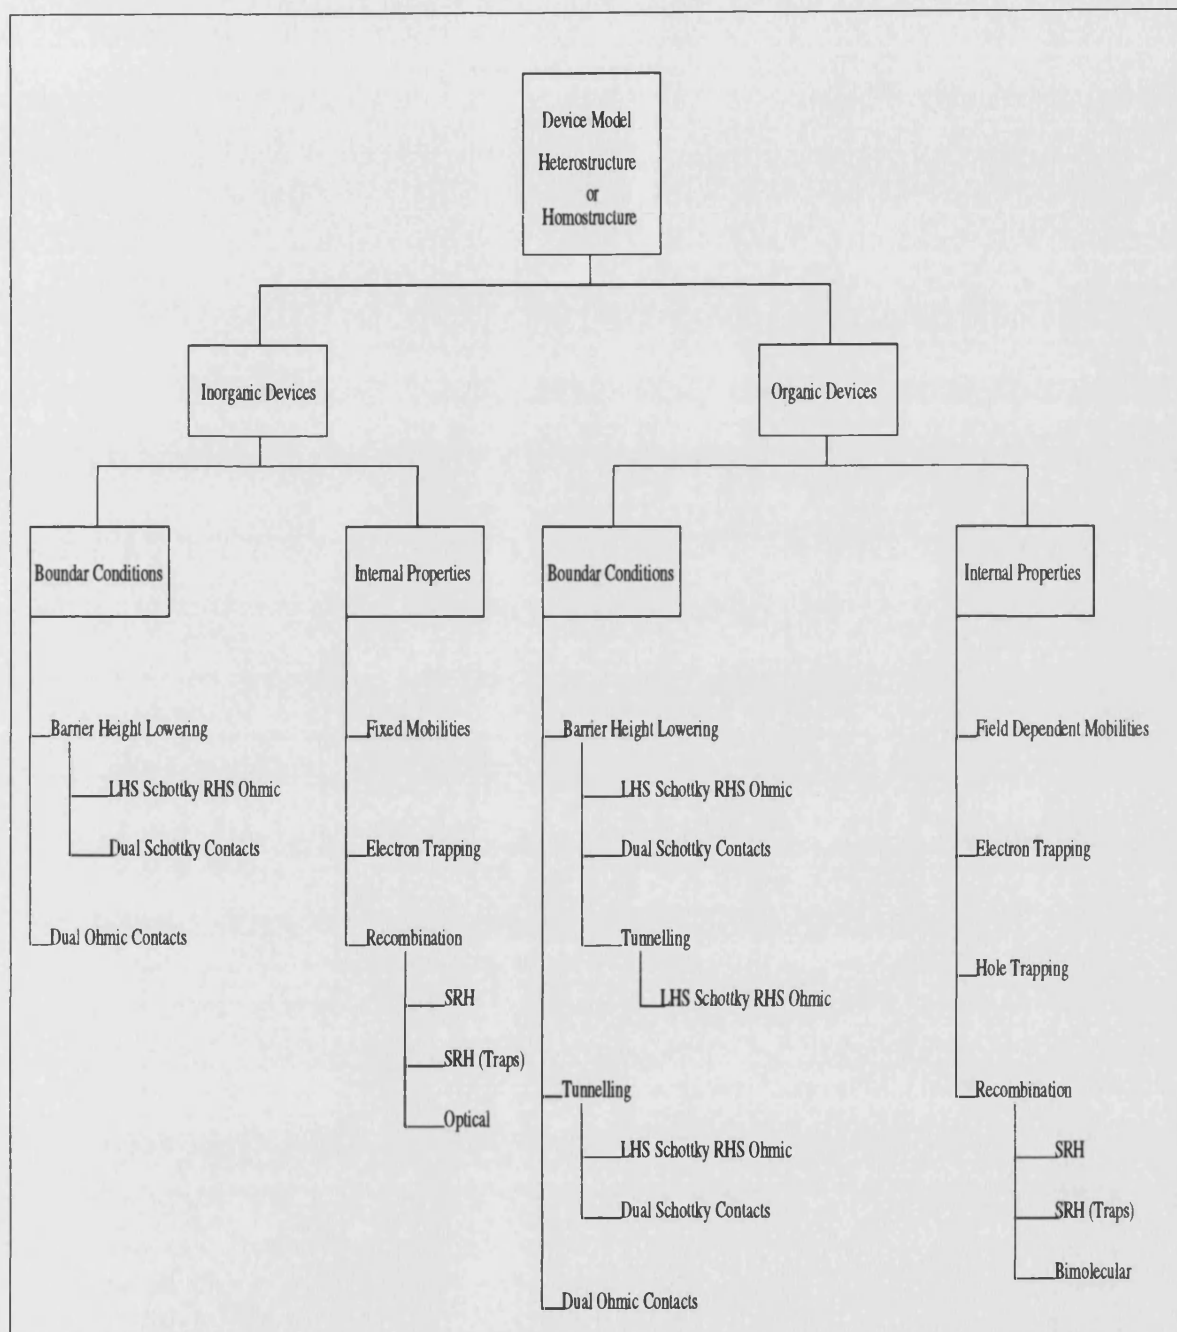 Device Model
Heterostructure
or
Homostructure
Inorganic Devices
Organic Devices
Boundar Conditions
Internal Properties
Boundar Conditions
Internal Properties
Barrier Height Lowering
LHS Schottky RHS Ohmic
Dual Schottky Contacts
Dual Ohmic Contacts
Fixed Mobilities
Electron Trapping
Recombination
SRH
SRH (Traps)
Optical
Barrier Height Lowering
LHS Schottky RHS Ohmic
Dual Schottky Contacts
Tunnelling
LHS Schottky RHS Ohmic
Tunnelling
LHS Schottky RHS Ohmic
Dual Schottky Contacts
Dual Ohmic Contacts
Field Dependent Mobilities
Electron Trapping
Hole Trapping
Recombination
SRH
SRH (Traps)
Bimolecular